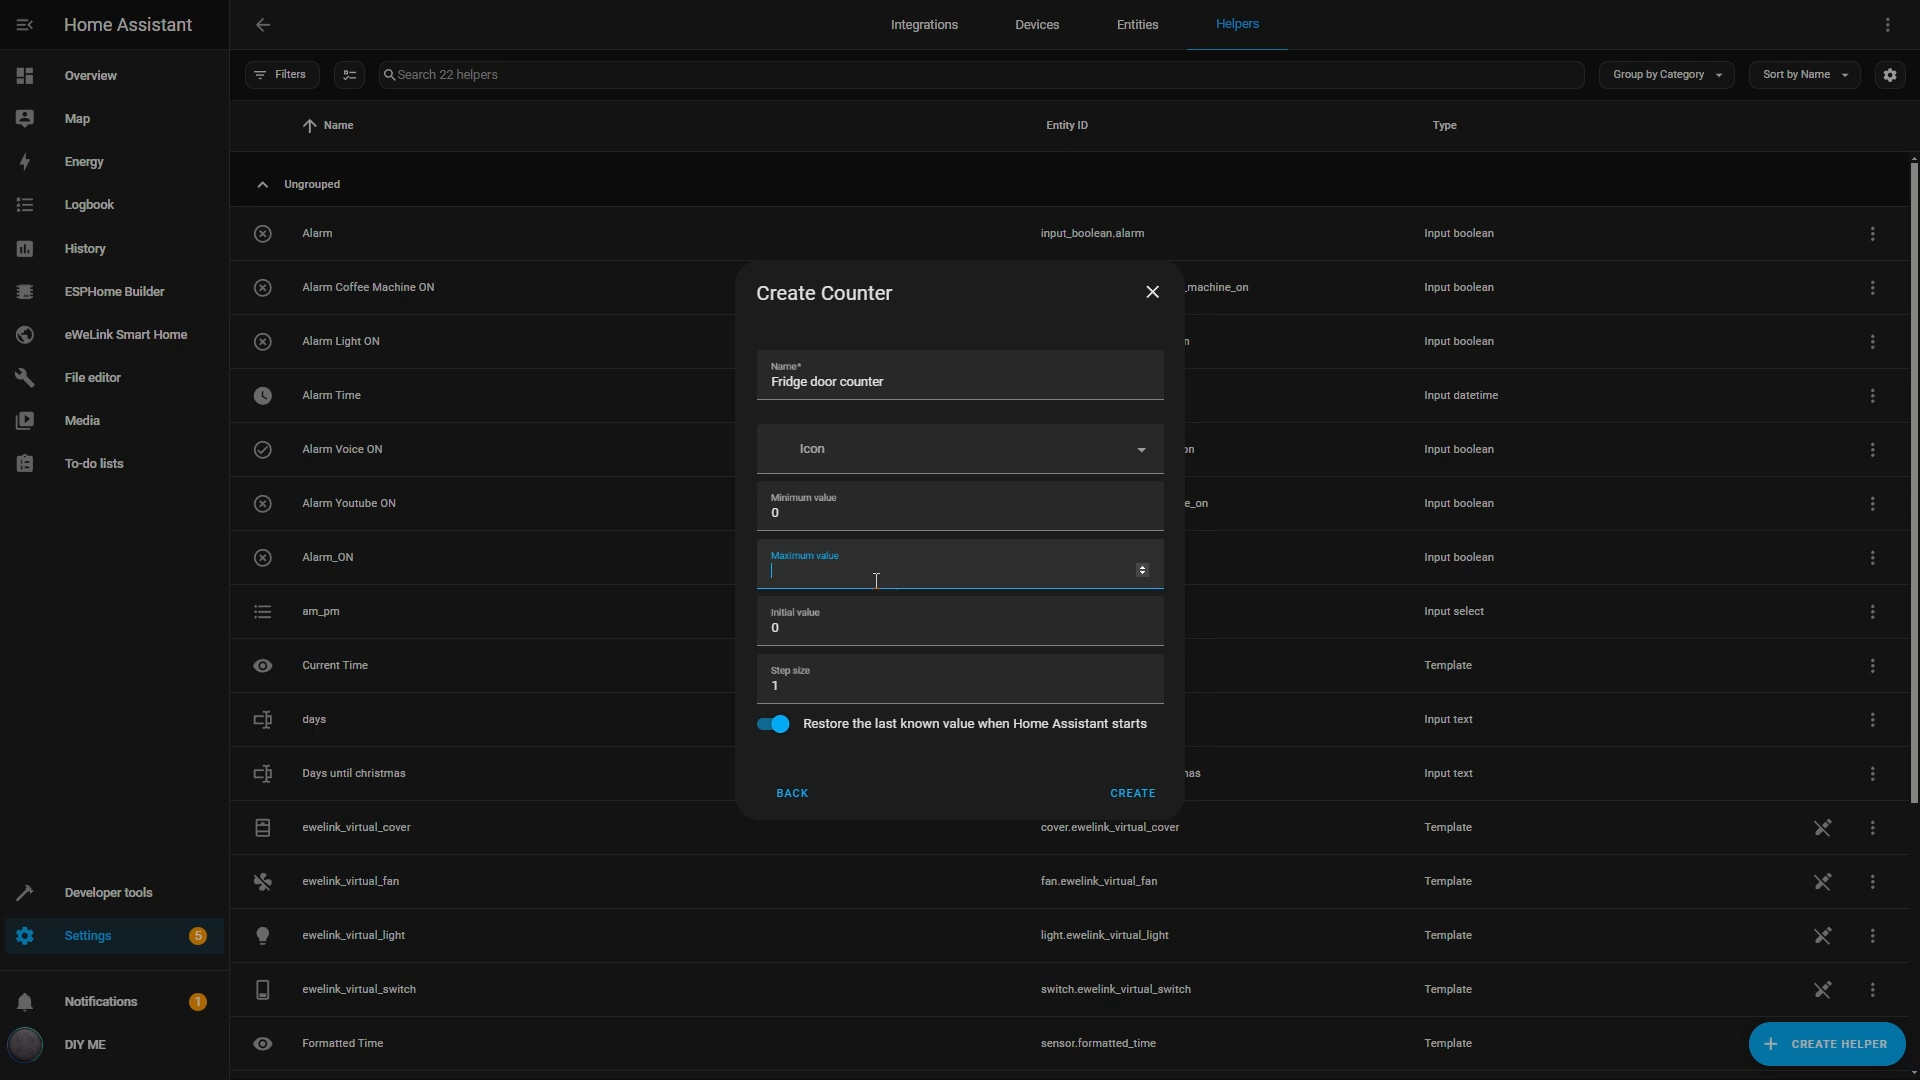 Home Assistant
Integrations
Devices
Entities
Helpers
Overview
Map
Energy
Logbook
History
ESPHome Builder
eWeLink Smart Home
File editor
Media
To-do lists
Developer tools
Settings
5
Notifications
1
DIY ME
Filters
Search 22 helpers
Group by Category
Sort by Name
Name
Entity ID
Type
Ungrouped
Alarm
input_boolean.alarm
Input boolean
Alarm Coffee Machine ON
_machine_on
Input boolean
Alarm Light ON
n
Input boolean
Alarm Time
Input datetime
Alarm Voice ON
on
Input boolean
Alarm Youtube ON
e_on
Input boolean
Alarm_ON
Input boolean
am_pm
Input select
Current Time
Template
days
Input text
Days until christmas
nas
Input text
ewelink_virtual_cover
cover.ewelink_virtual_cover
Template
ewelink_virtual_fan
fan.ewelink_virtual_fan
Template
ewelink_virtual_light
light.ewelink_virtual_light
Template
ewelink_virtual_switch
switch.ewelink_virtual_switch
Template
Formatted Time
sensor.formatted_time
Template
Create Counter
Name*
Fridge door counter
Icon
Minimum value
0
Maximum value
Initial value
0
Step size
1
Restore the last known value when Home Assistant starts
BACK
CREATE
CREATE HELPER